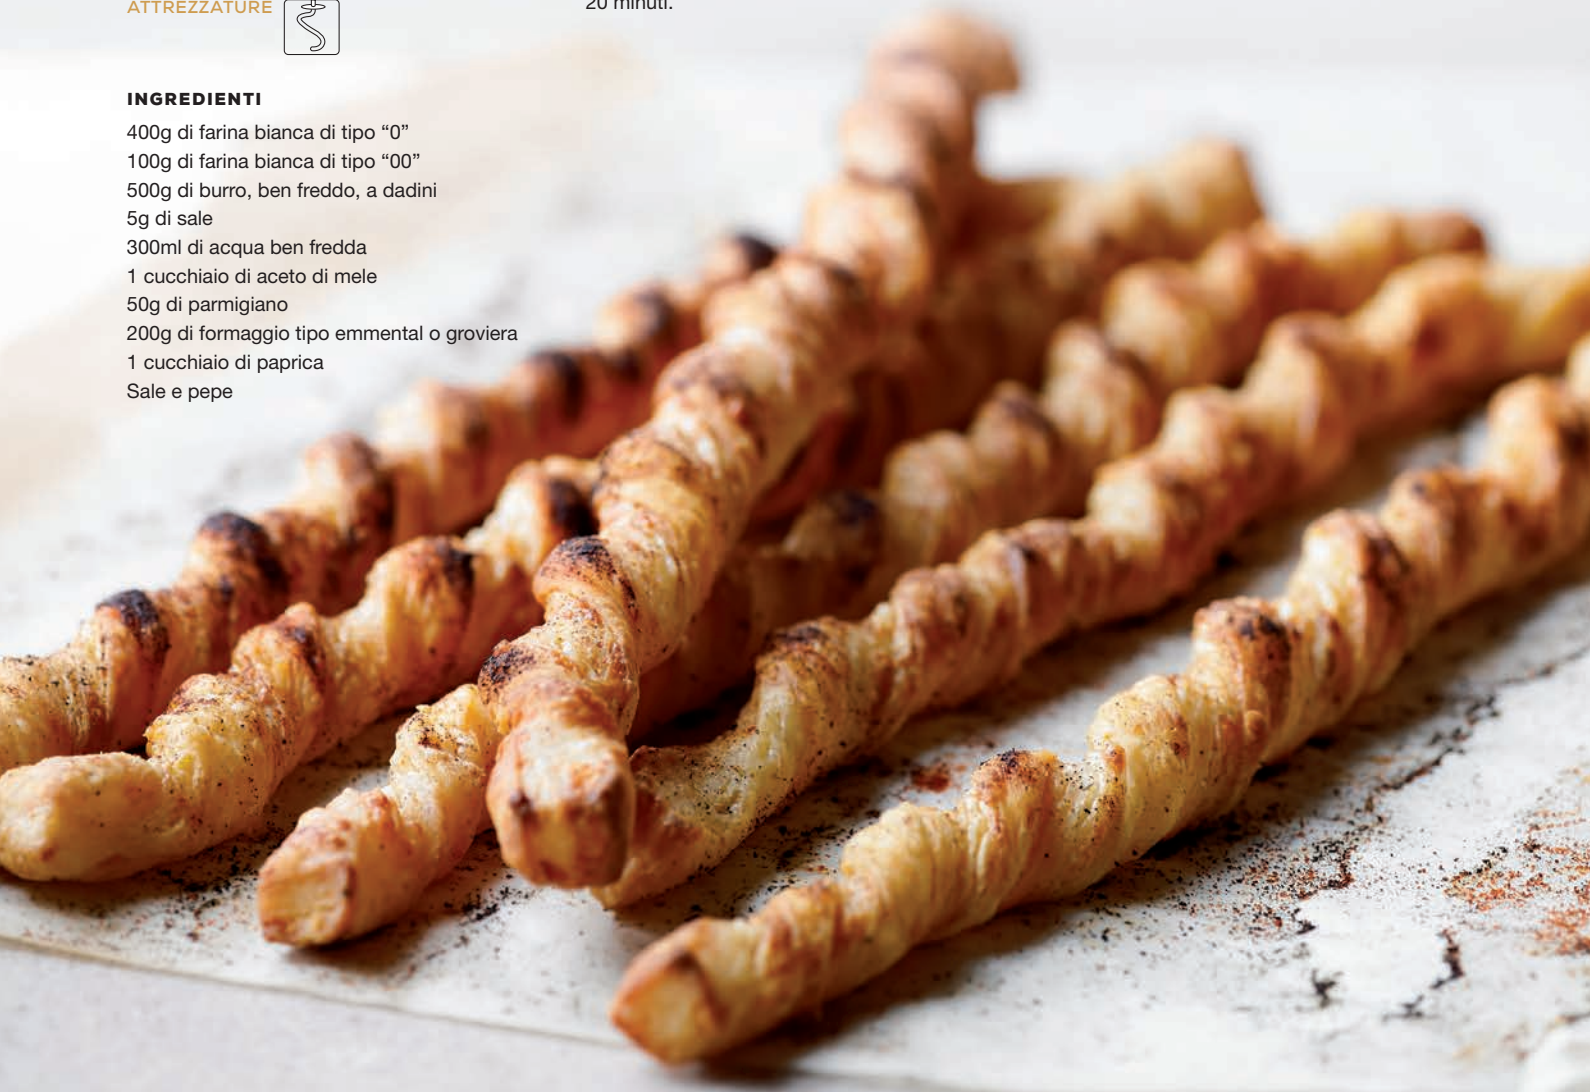 ATTREZZATURE
20 minuti.
INGREDIENTI
400g di farina bianca di tipo “0”
100g di farina bianca di tipo “00”
500g di burro, ben freddo, a dadini
5g di sale
300ml di acqua ben fredda
1 cucchiaio di aceto di mele
50g di parmigiano
200g di formaggio tipo emmental o groviera
1 cucchiaio di paprica
Sale e pepe